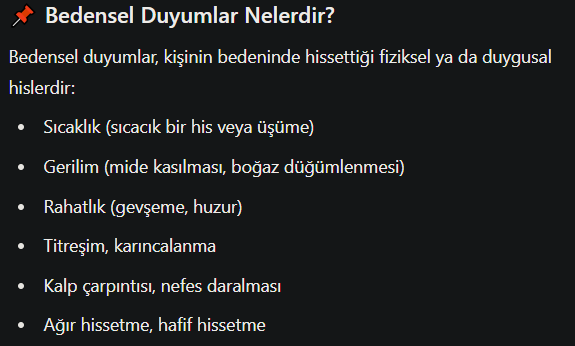 📌 Bedensel Duyumlar Nelerdir?
Bedensel duyumlar, kişinin bedeninde hissettiği fiziksel ya da duygusal
hislerdir:
• Sıcaklık (sıcacık bir his veya üşüme)
• Gerilim (mide kasılması, boğaz düğümlenmesi)
• Rahatlık (gevşeme, huzur)
• Titreşim, karıncalanma
• Kalp çarpıntısı, nefes daralması
• Ağır hissetme, hafif hissetme